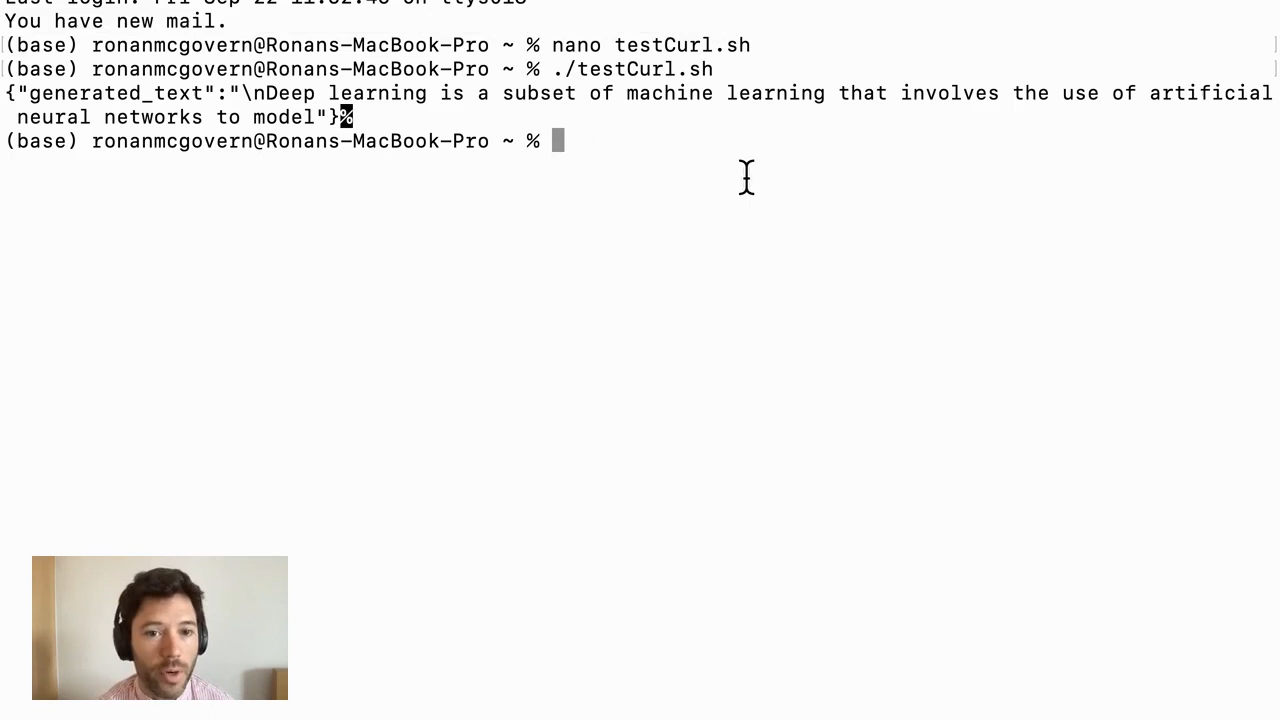 You have new mail.
(base) ronanmcgovern@Ronans-MacBook-Pro ~ % nano testCurl.sh
(base) ronanmcgovern@Ronans-MacBook-Pro ~ % ./testCurl.sh
{"generated_text":"\nDeep learning is a subset of machine learning that involves the use of artificial
neural networks to model"}%
(base) ronanmcgovern@Ronans-MacBook-Pro ~ %